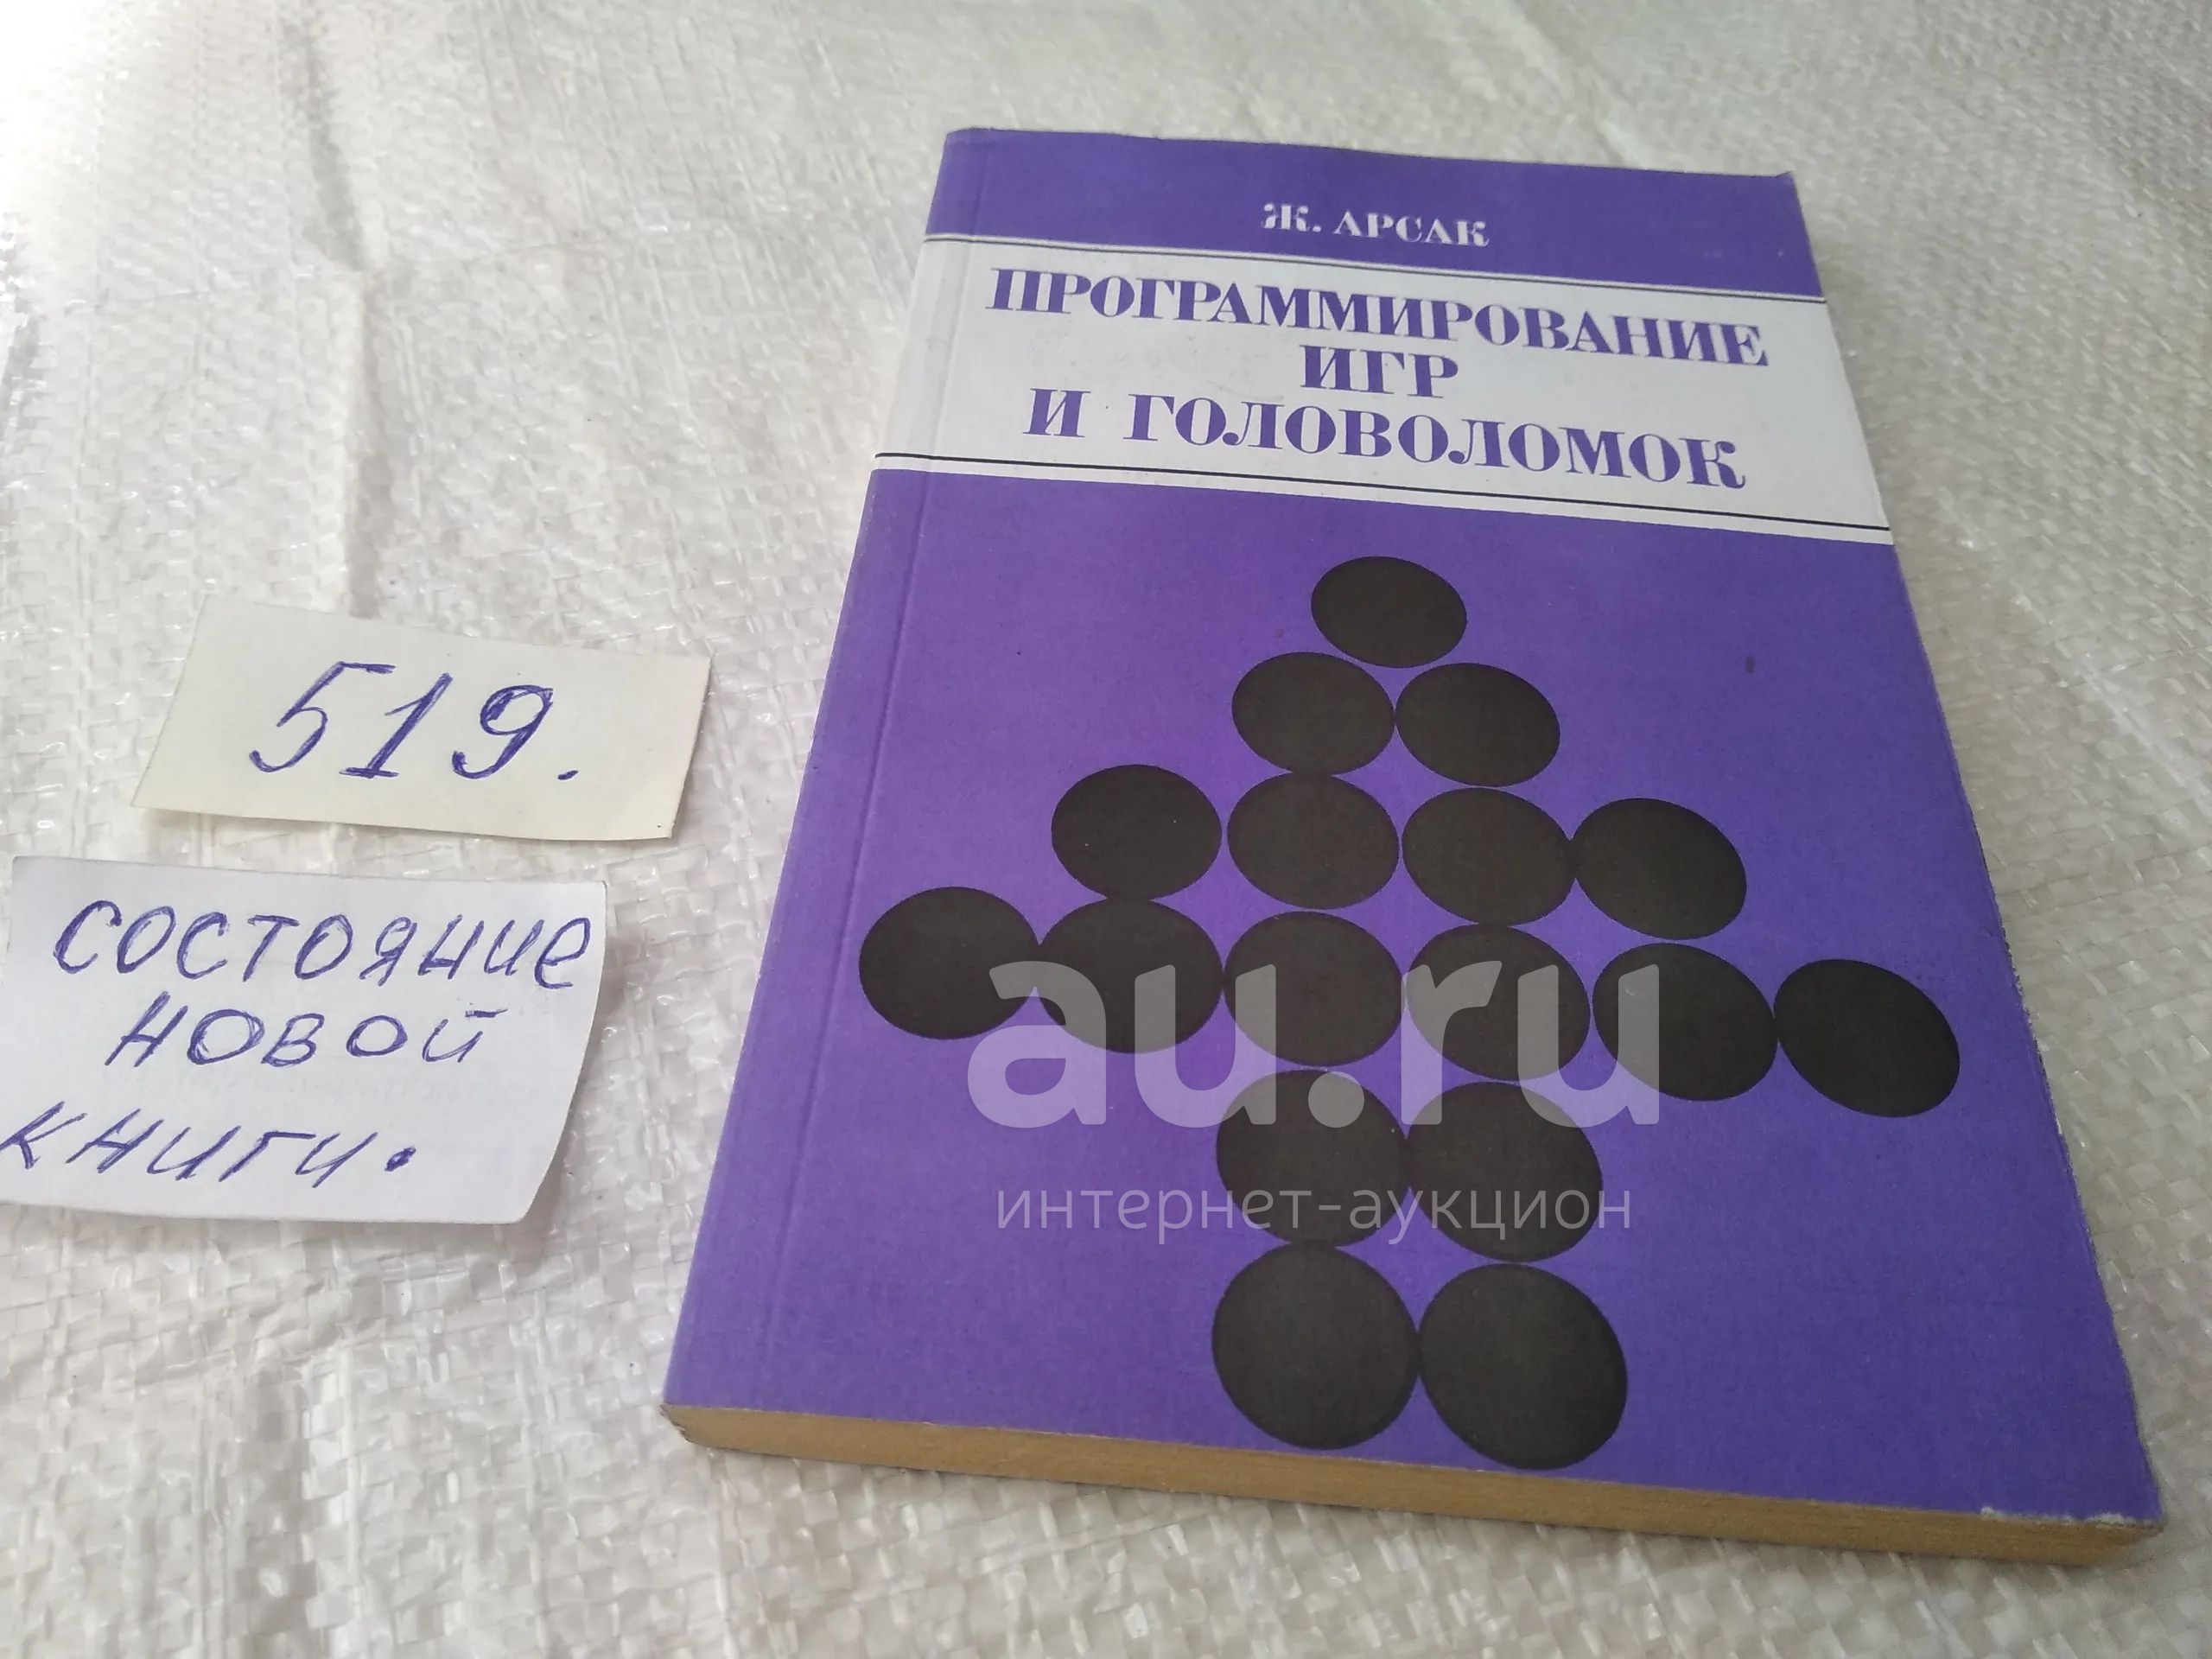 Ж. АРСАК
ПРОГРАММИРОВАНИЕ
ИГР
И ГОЛОВОЛОМОК
519.
состояние
новой
книги.
au.ru
интернет-аукцион